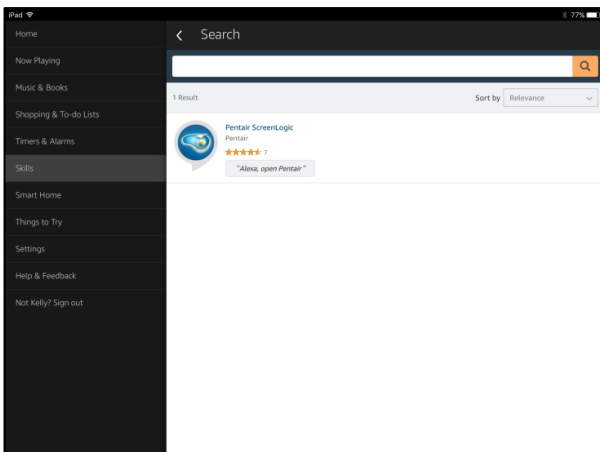 iPad
77%
Home
Now Playing
Music & Books
Shopping & To-do Lists
Timers & Alarms
Skills
Smart Home
Things to Try
Settings
Help & Feedback
Not Kelly? Sign out
Search
1 Result
Sort by Relevance
Pentair ScreenLogic
Pentair
7
"Alexa, open Pentair"